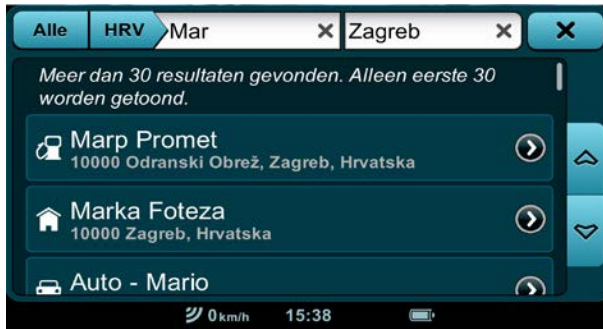 Alle HRV Mar Zagreb
Meer dan 30 resultaten gevonden. Alleen eerste 30
worden getoond.
Marp Promet
10000 Odranski Obrež, Zagreb, Hrvatska
Marka Foteza
10000 Zagreb, Hrvatska
Auto - Mario
0km/h 15:38